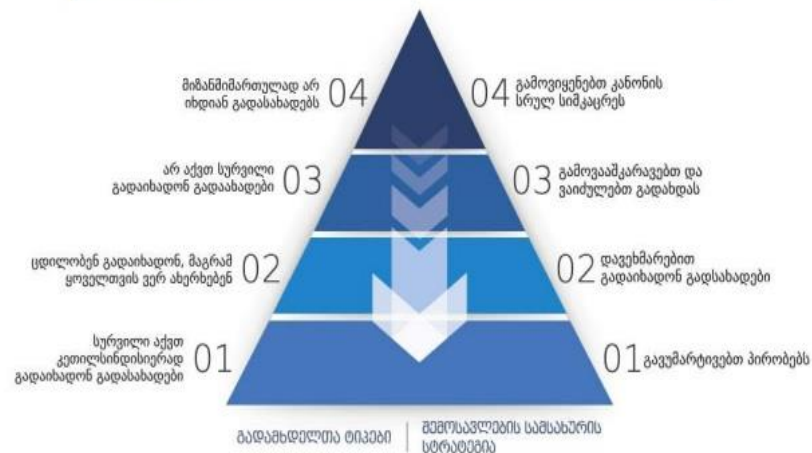 მიზანმიმართულად არ
იხდიან გადასახადებს
04
04
გამოვიყენებთ კანონის
სრულ სიმკაცრეს
არ აქვთ სურვილი
გადაიხადონ გადაახადები
03
03
გამოვააშკარავებთ და
ვაიძულებთ გადახდას
ცდილობენ გადაიხადონ, მაგრამ
ყოველთვის ვერ ახერხებენ
02
02
დავეხმარებით
გადაიხადონ გადსახადები
სურვილი აქვთ
კეთილსინდისიერად
გადაიხადონ გადასახადები
01
01
გავუმარტივებთ პირობებს
გადამხდელთა ტიპები
შემოსავლების სამსახურის
სტრატეგია